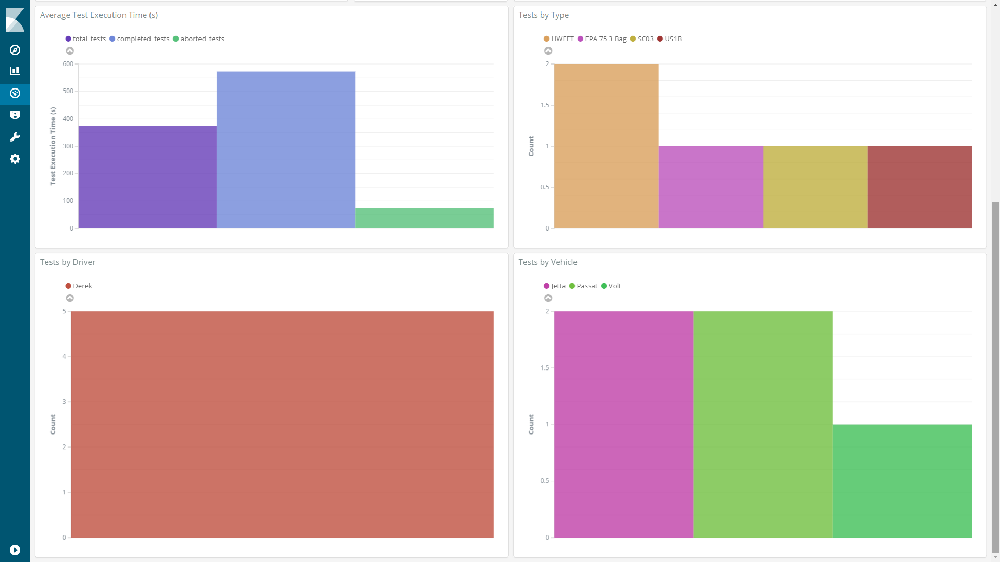 Average Test Execution Time (s)
total_tests completed_tests aborted_tests
600
500
400
300
200
100
0
Test Execution Time (s)
Tests by Type
HWFET EPA 75 3 Bag SC03 US1B
2
1.5
1
0.5
0
Count
Tests by Driver
Derek
5
4
3
2
1
0
Count
Tests by Vehicle
Jetta Passat Volt
2
1.5
1
0.5
0
Count